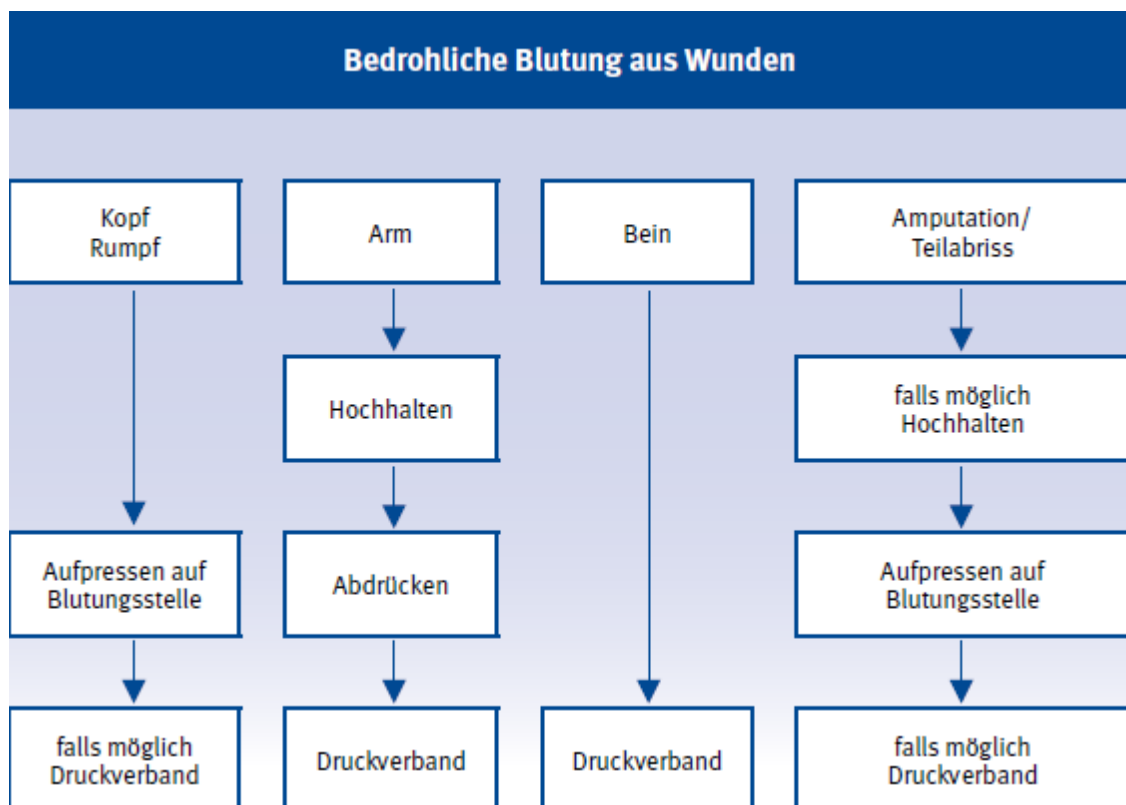 Bedrohliche Blutung aus Wunden
Kopf
Rumpf
Arm
Bein
Amputation/
Teilabriss
Hochhalten
falls möglich
Hochhalten
Aufpressen auf
Blutungsstelle
Abdrücken
Aufpressen auf
Blutungsstelle
falls möglich
Druckverband
Druckverband
Druckverband
falls möglich
Druckverband